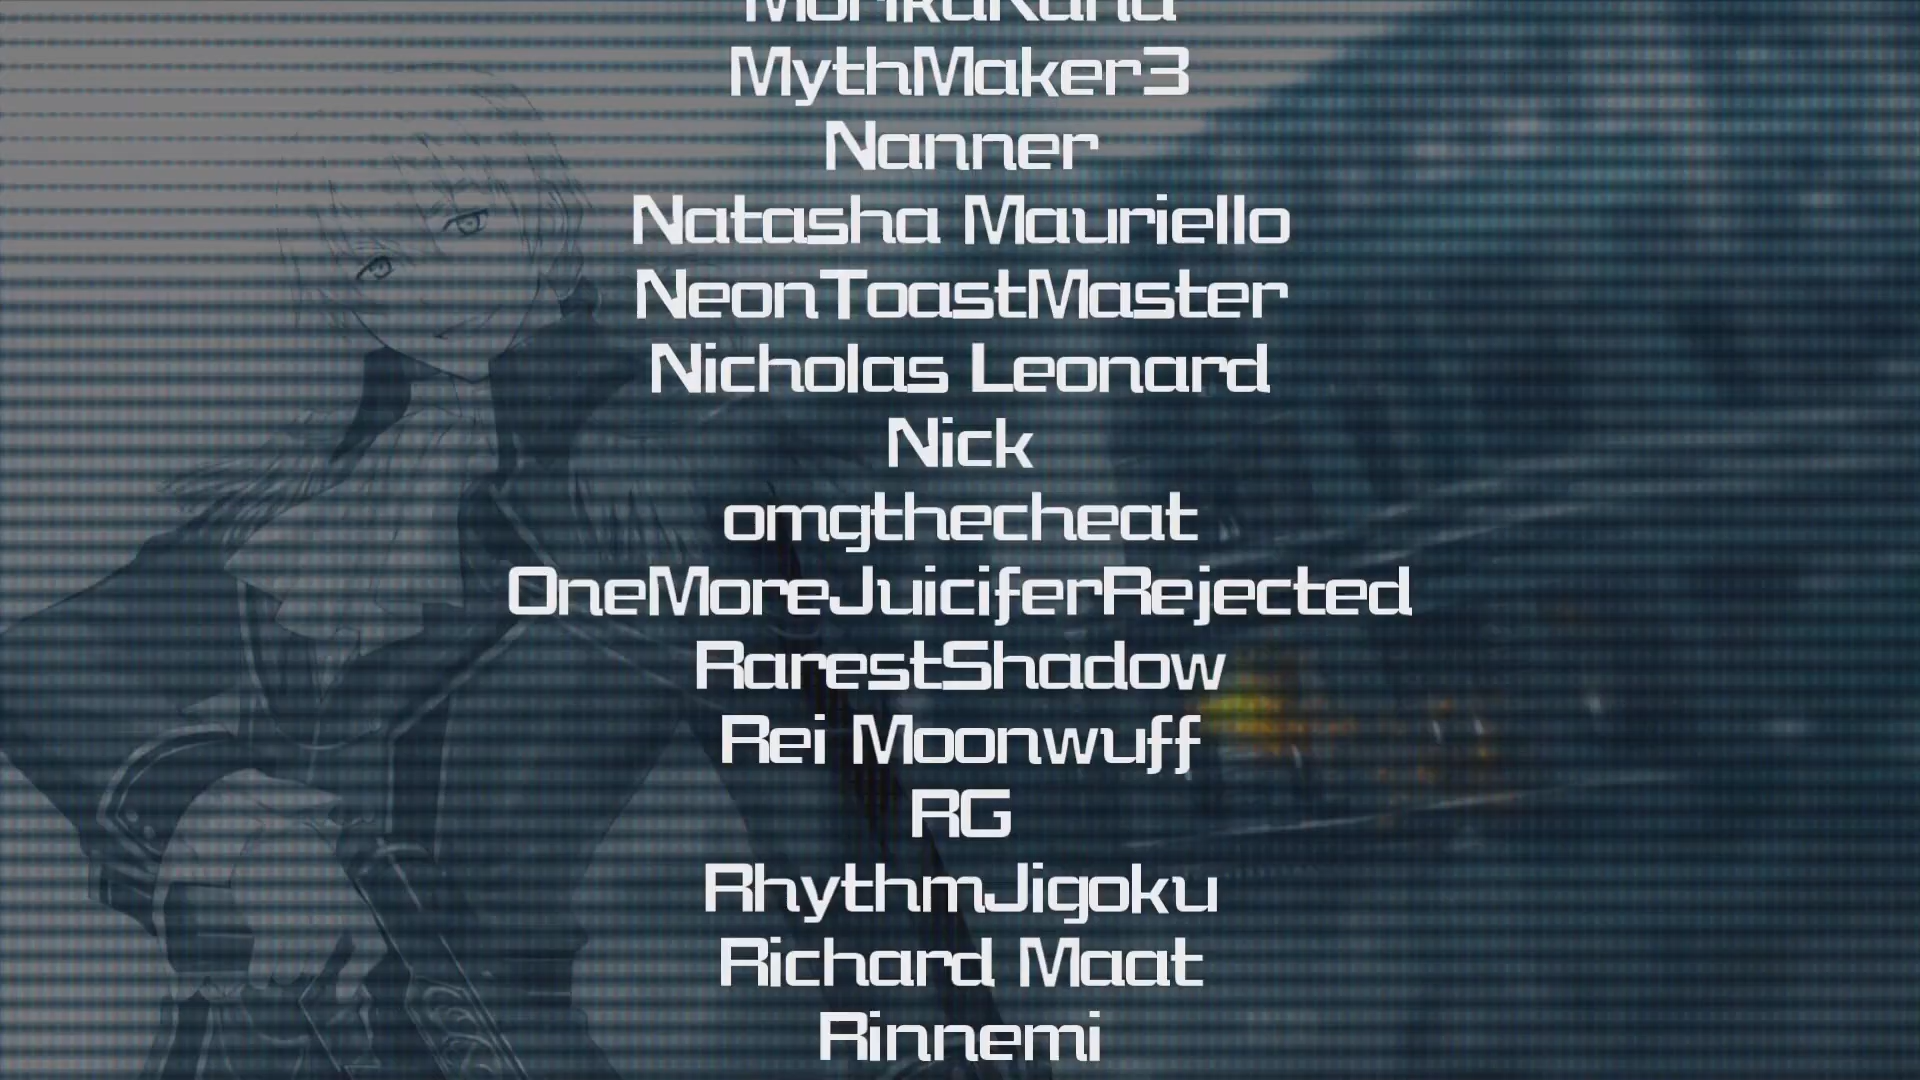 MythMaker3
Nanner
Natasha Mauriello
NeonToastMaster
Nicholas Leonard
Nick
omgthecheat
OneMoreJuiciferRejected
RarestShadow
Rei Moonwuff
RG
RhythmJigoku
Richard Maat
Rinnemi